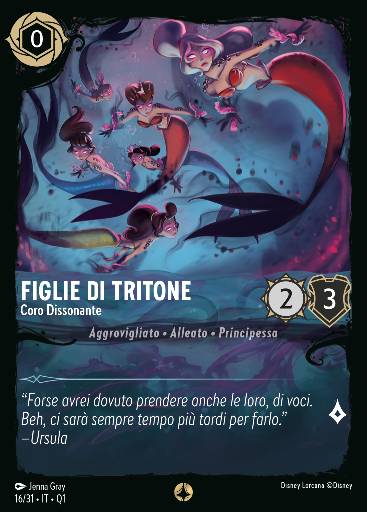 0
FIGLIE DI TRITONE
Coro Dissonante
2
3
Aggrovigliato • Alleato • Principessa
“Forse avrei dovuto prendere anche le loro, di voci.
Beh, ci sarà sempre tempo più tardi per farlo.”
—Ursula
Jenna Gray
Disney Lorcana ©Disney
16/31 • IT • Q1